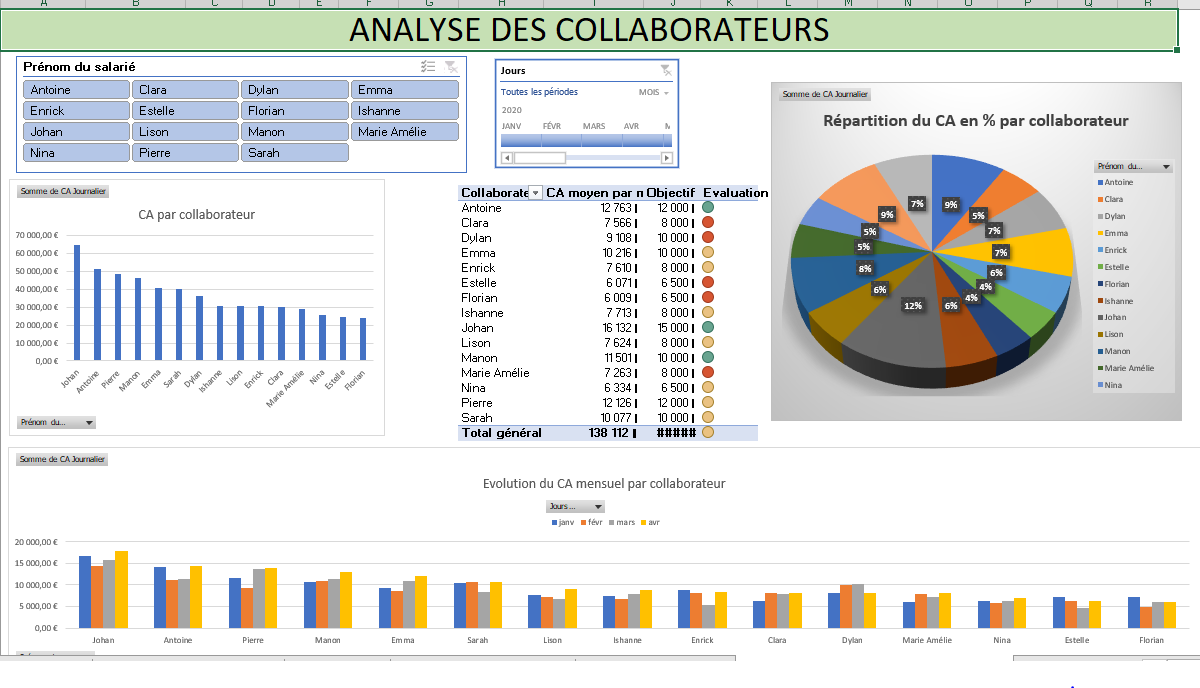 A B C D E F G H I J K L M N O P Q R
ANALYSE DES COLLABORATEURS
Prénom du salarié
Antoine Clara Dylan Emma
Enrick Estelle Florian Ishanne
Johan Lison Manon Marie Amélie
Nina Pierre Sarah
Jours
Toutes les périodes MOIS
2020
JANV FÉVR MARS AVR
Somme de CA Journalier
CA par collaborateur
70 000,00 €
60 000,00 €
50 000,00 €
40 000,00 €
30 000,00 €
20 000,00 €
10 000,00 €
0,00 €
Johan Antoine Pierre Manon Emma Sarah Dylan Ishanne Lison Enrick Clara Marie Amélie Nina Estelle Florian
Prénom du...
Collaborate CA moyen par n Objectif Evaluation
Antoine 12 763 12 000
Clara 7 566 8 000
Dylan 9 108 10 000
Emma 10 216 10 000
Enrick 7 610 8 000
Estelle 6 071 6 500
Florian 6 009 6 500
Ishanne 7 713 8 000
Johan 16 132 15 000
Lison 7 624 8 000
Manon 11 501 10 000
Marie Amélie 7 263 8 000
Nina 6 334 6 500
Pierre 12 126 12 000
Sarah 10 077 10 000
Total général 138 112 #####
Somme de CA Journalier
Répartition du CA en % par collaborateur
9%
5%
7%
7%
6%
4%
4%
6%
12%
6%
8%
5%
5%
9%
7%
Prénom du...
Antoine
Clara
Dylan
Emma
Enrick
Estelle
Florian
Ishanne
Johan
Lison
Manon
Marie Amélie
Nina
Somme de CA Journalier
Evolution du CA mensuel par collaborateur
Jours ...
janv févr mars avr
20 000,00 €
15 000,00 €
10 000,00 €
5 000,00 €
0,00 €
Johan Antoine Pierre Manon Emma Sarah Lison Ishanne Enrick Clara Dylan Marie Amélie Nina Estelle Florian